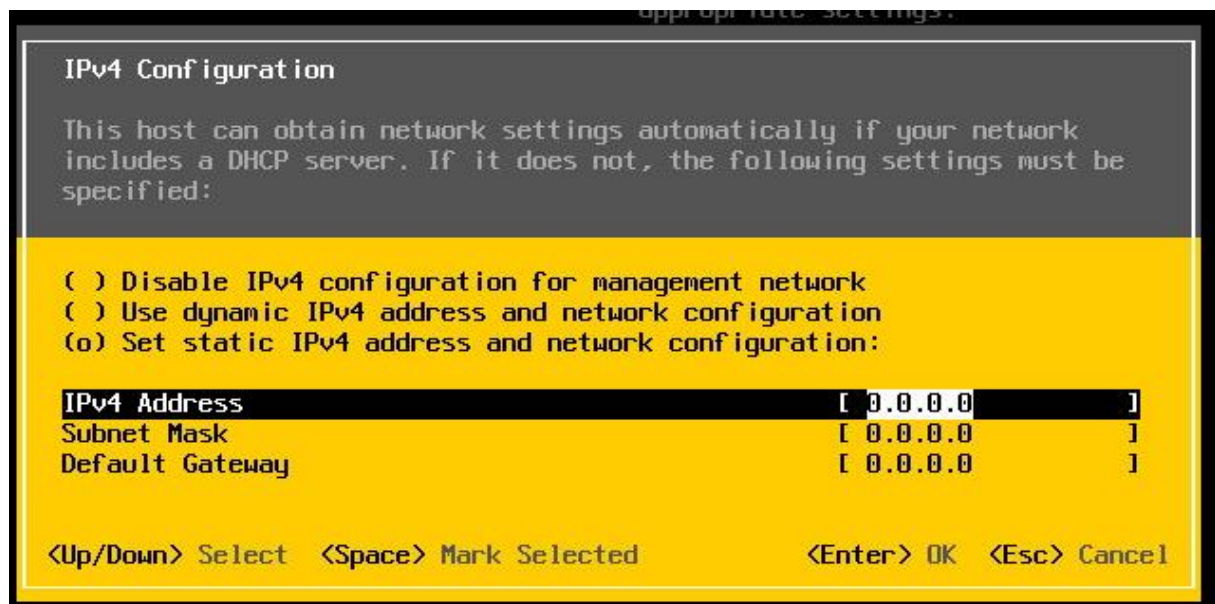 appropriate settings.
IPv4 Configuration
This host can obtain network settings automatically if your network
includes a DHCP server. If it does not, the following settings must be
specified:
( ) Disable IPv4 configuration for management network
( ) Use dynamic IPv4 address and network configuration
(o) Set static IPv4 address and network configuration:
IPv4 Address [ 0.0.0.0 ]
Subnet Mask [ 0.0.0.0 ]
Default Gateway [ 0.0.0.0 ]
<Up/Down> Select <Space> Mark Selected <Enter> OK <Esc> Cancel